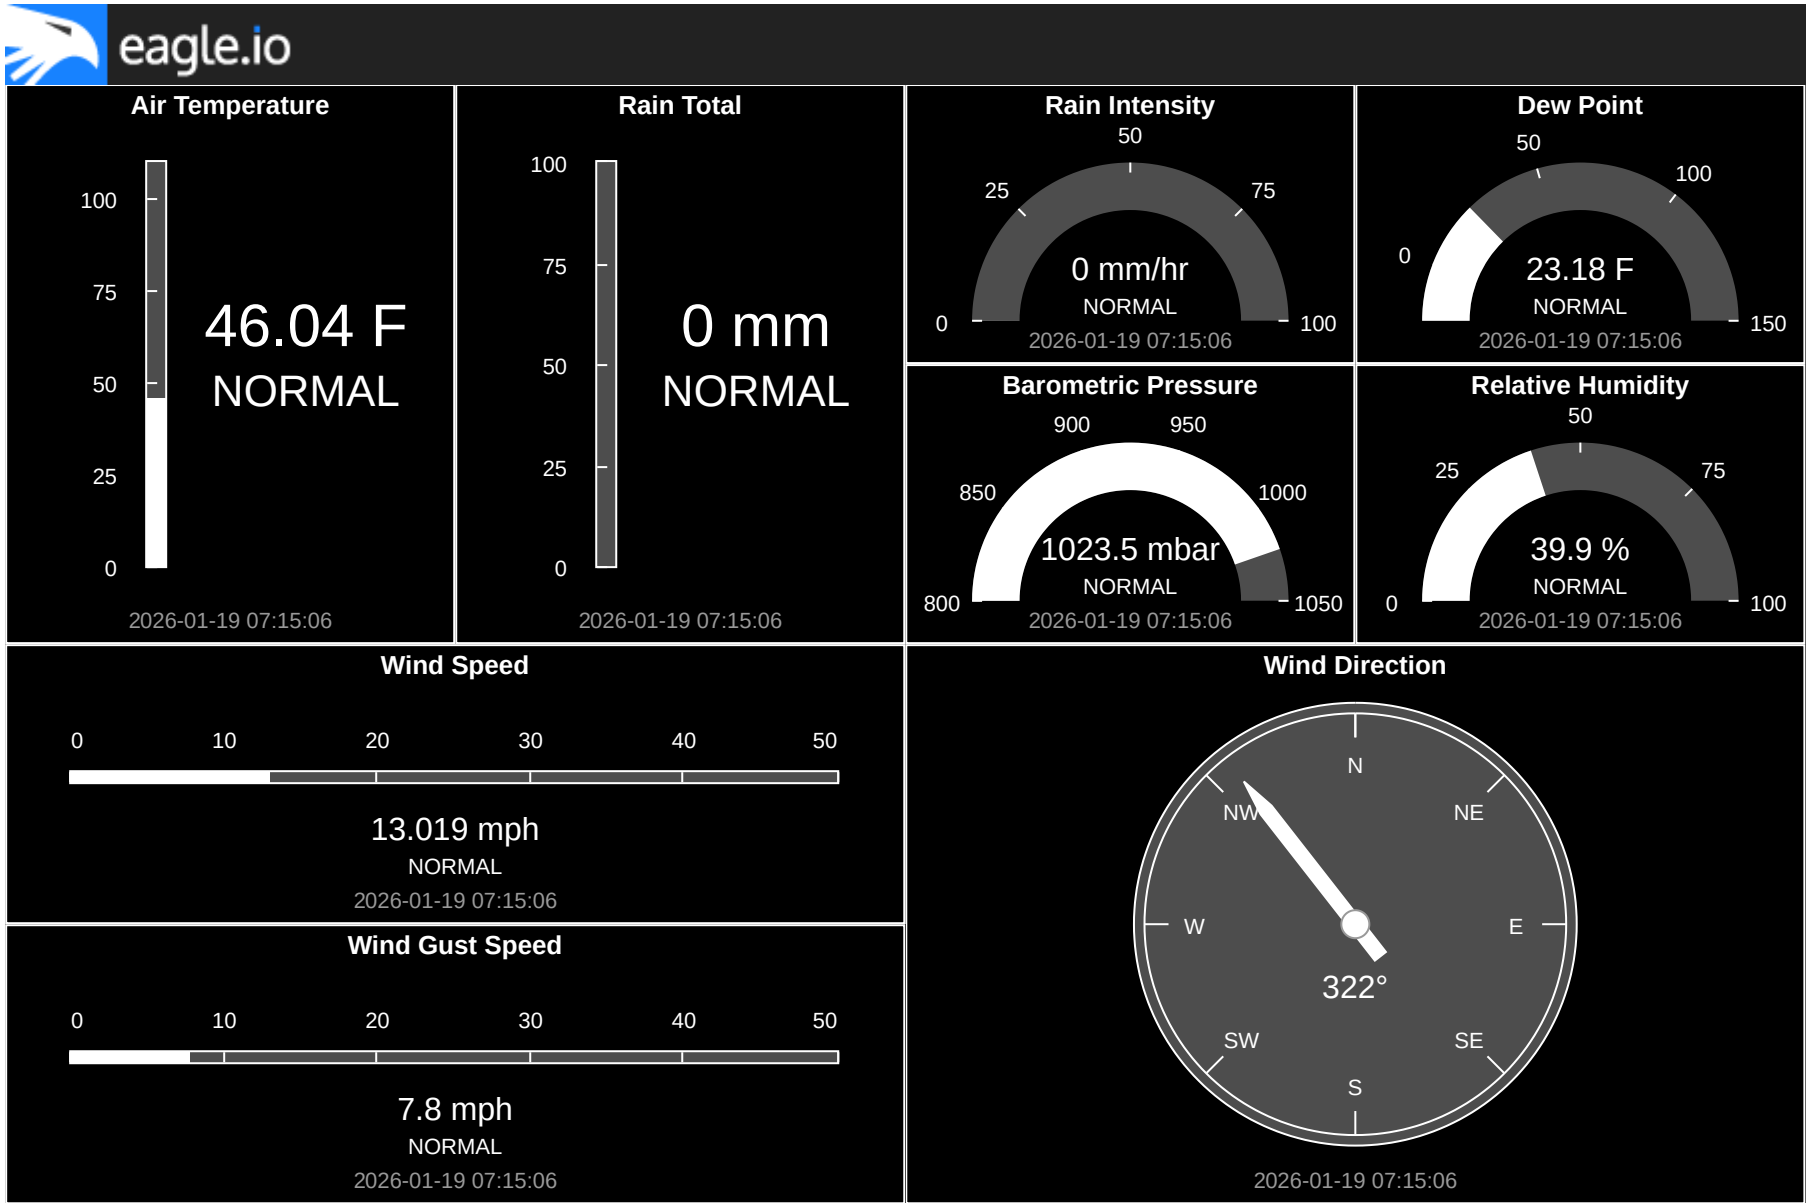 eagle.io
Air Temperature
100
75
50
25
0
46.04 F
NORMAL
2026-01-19 07:15:06
Rain Total
100
75
50
25
0
0 mm
NORMAL
2026-01-19 07:15:06
Rain Intensity
50
25
75
0
100
0 mm/hr
NORMAL
2026-01-19 07:15:06
Dew Point
50
100
0
150
23.18 F
NORMAL
2026-01-19 07:15:06
Barometric Pressure
900
950
850
1000
800
1050
1023.5 mbar
NORMAL
2026-01-19 07:15:06
Relative Humidity
50
25
75
0
100
39.9 %
NORMAL
2026-01-19 07:15:06
Wind Speed
0 10 20 30 40 50
13.019 mph
NORMAL
2026-01-19 07:15:06
Wind Gust Speed
0 10 20 30 40 50
7.8 mph
NORMAL
2026-01-19 07:15:06
Wind Direction
N
NW
NE
W
E
322°
SW
SE
S
2026-01-19 07:15:06